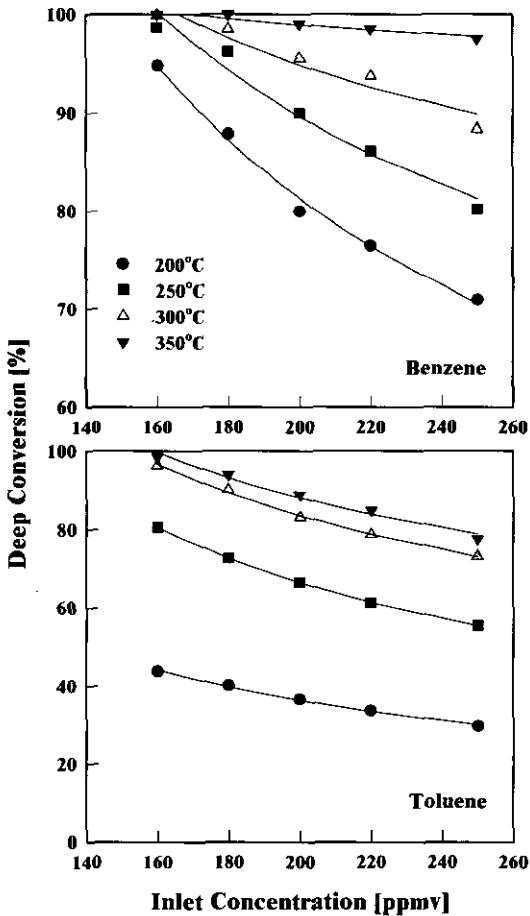 100
90
80
70
60
200°C
250°C
300°C
350°C
Benzene
140 160 180 200 220 240 260
Deep Conversion [%]
100
80
60
40
20
0
Toluene
140 160 180 200 220 240 260
Inlet Concentration [ppmv]